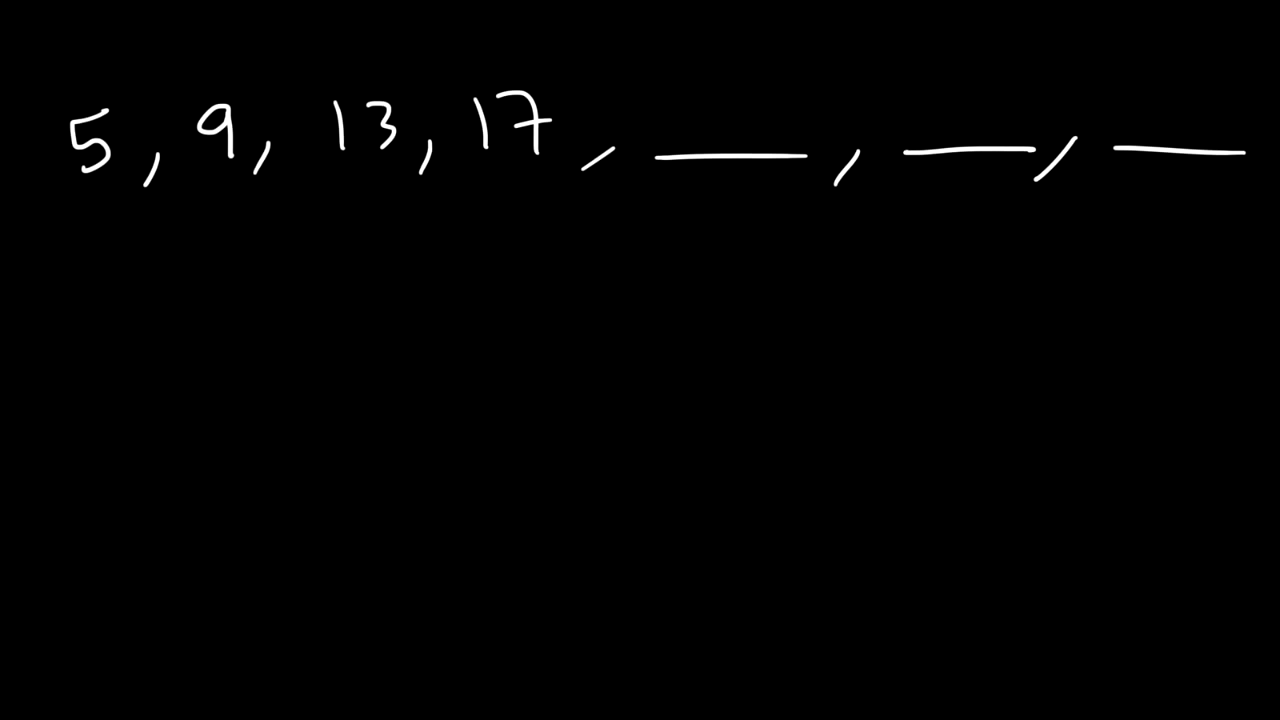 5, 9, 13, 17, ___, ___, ___